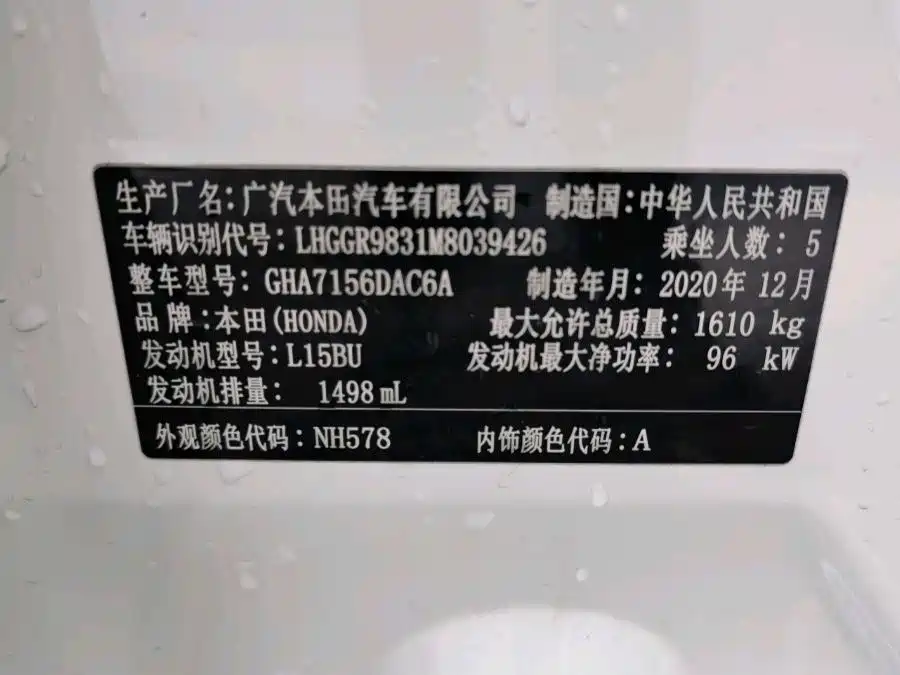 生产厂名:广汽本田汽车有限公司 制造国:中华人民共和国
车辆识别代号: LHGGR9831M8039426 乘坐人数: 5
整车型号: GHA7156DAC6A 制造年月: 2020年12月
品牌:本田(HONDA) 最大允许总质量: 1610 kg
发动机型号: L15BU 发动机最大净功率: 96 kW
发动机排量: 1498 mL
外观颜色代码: NH578 内饰颜色代码: A